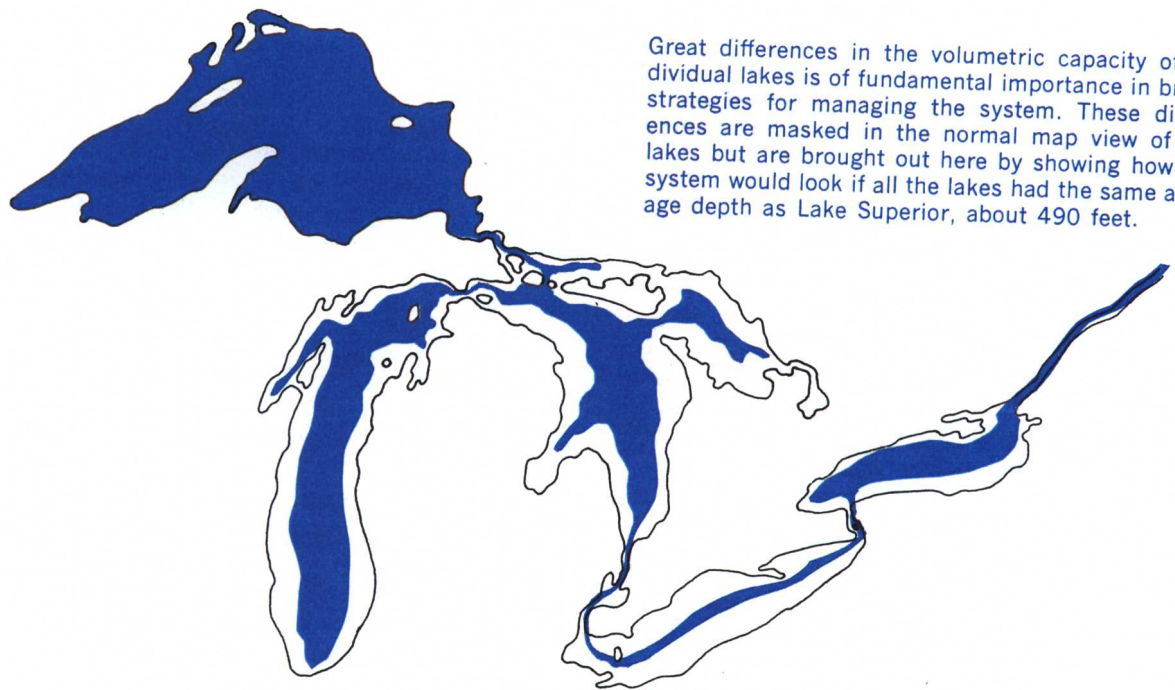 Great differences in the volumetric capacity of
dividual lakes is of fundamental importance in
strategies for managing the system. These
ences are masked in the normal map view of
lakes but are brought out here by showing how
system would look if all the lakes had the same
age depth as Lake Superior, about 490 feet.